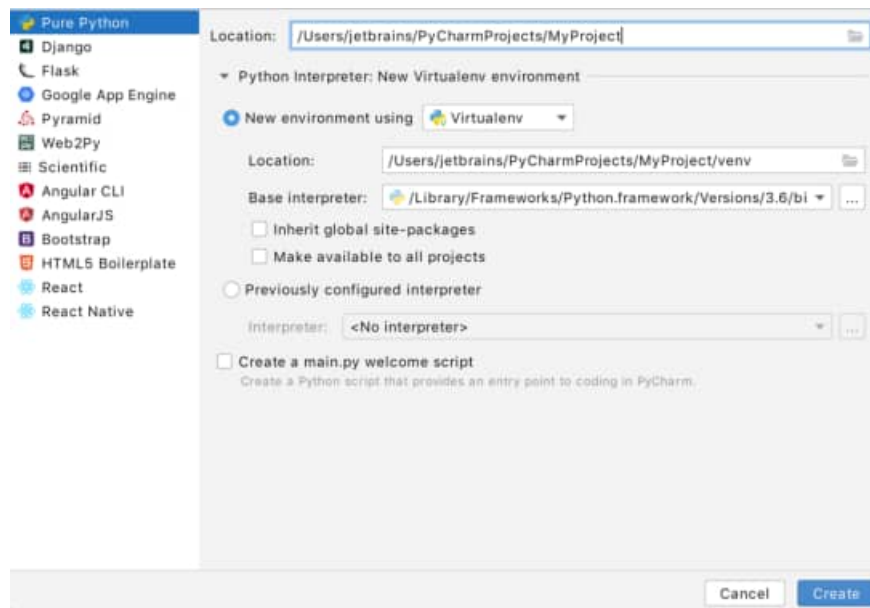 Pure Python
Django
Flask
Google App Engine
Pyramid
Web2Py
Scientific
Angular CLI
AngularJS
Bootstrap
HTML5 Boilerplate
React
React Native
Location: /Users/jetbrains/PyCharmProjects/MyProject
Python Interpreter: New Virtualenv environment
New environment using Virtualenv
Location: /Users/jetbrains/PyCharmProjects/MyProject/venv
Base interpreter: /Library/Frameworks/Python.framework/Versions/3.6/bi ...
Inherit global site-packages
Make available to all projects
Previously configured interpreter
Interpreter: <No interpreter> ...
Create a main.py welcome script
Create a Python script that provides an entry point to coding in PyCharm.
Cancel Create